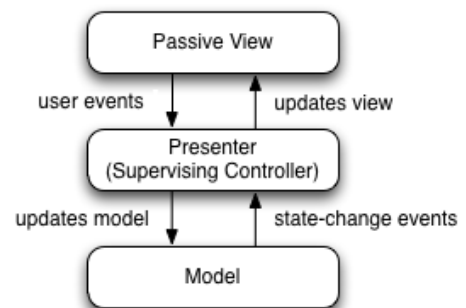 Passive View
user events
updates view
Presenter
(Supervising Controller)
updates model
state-change events
Model